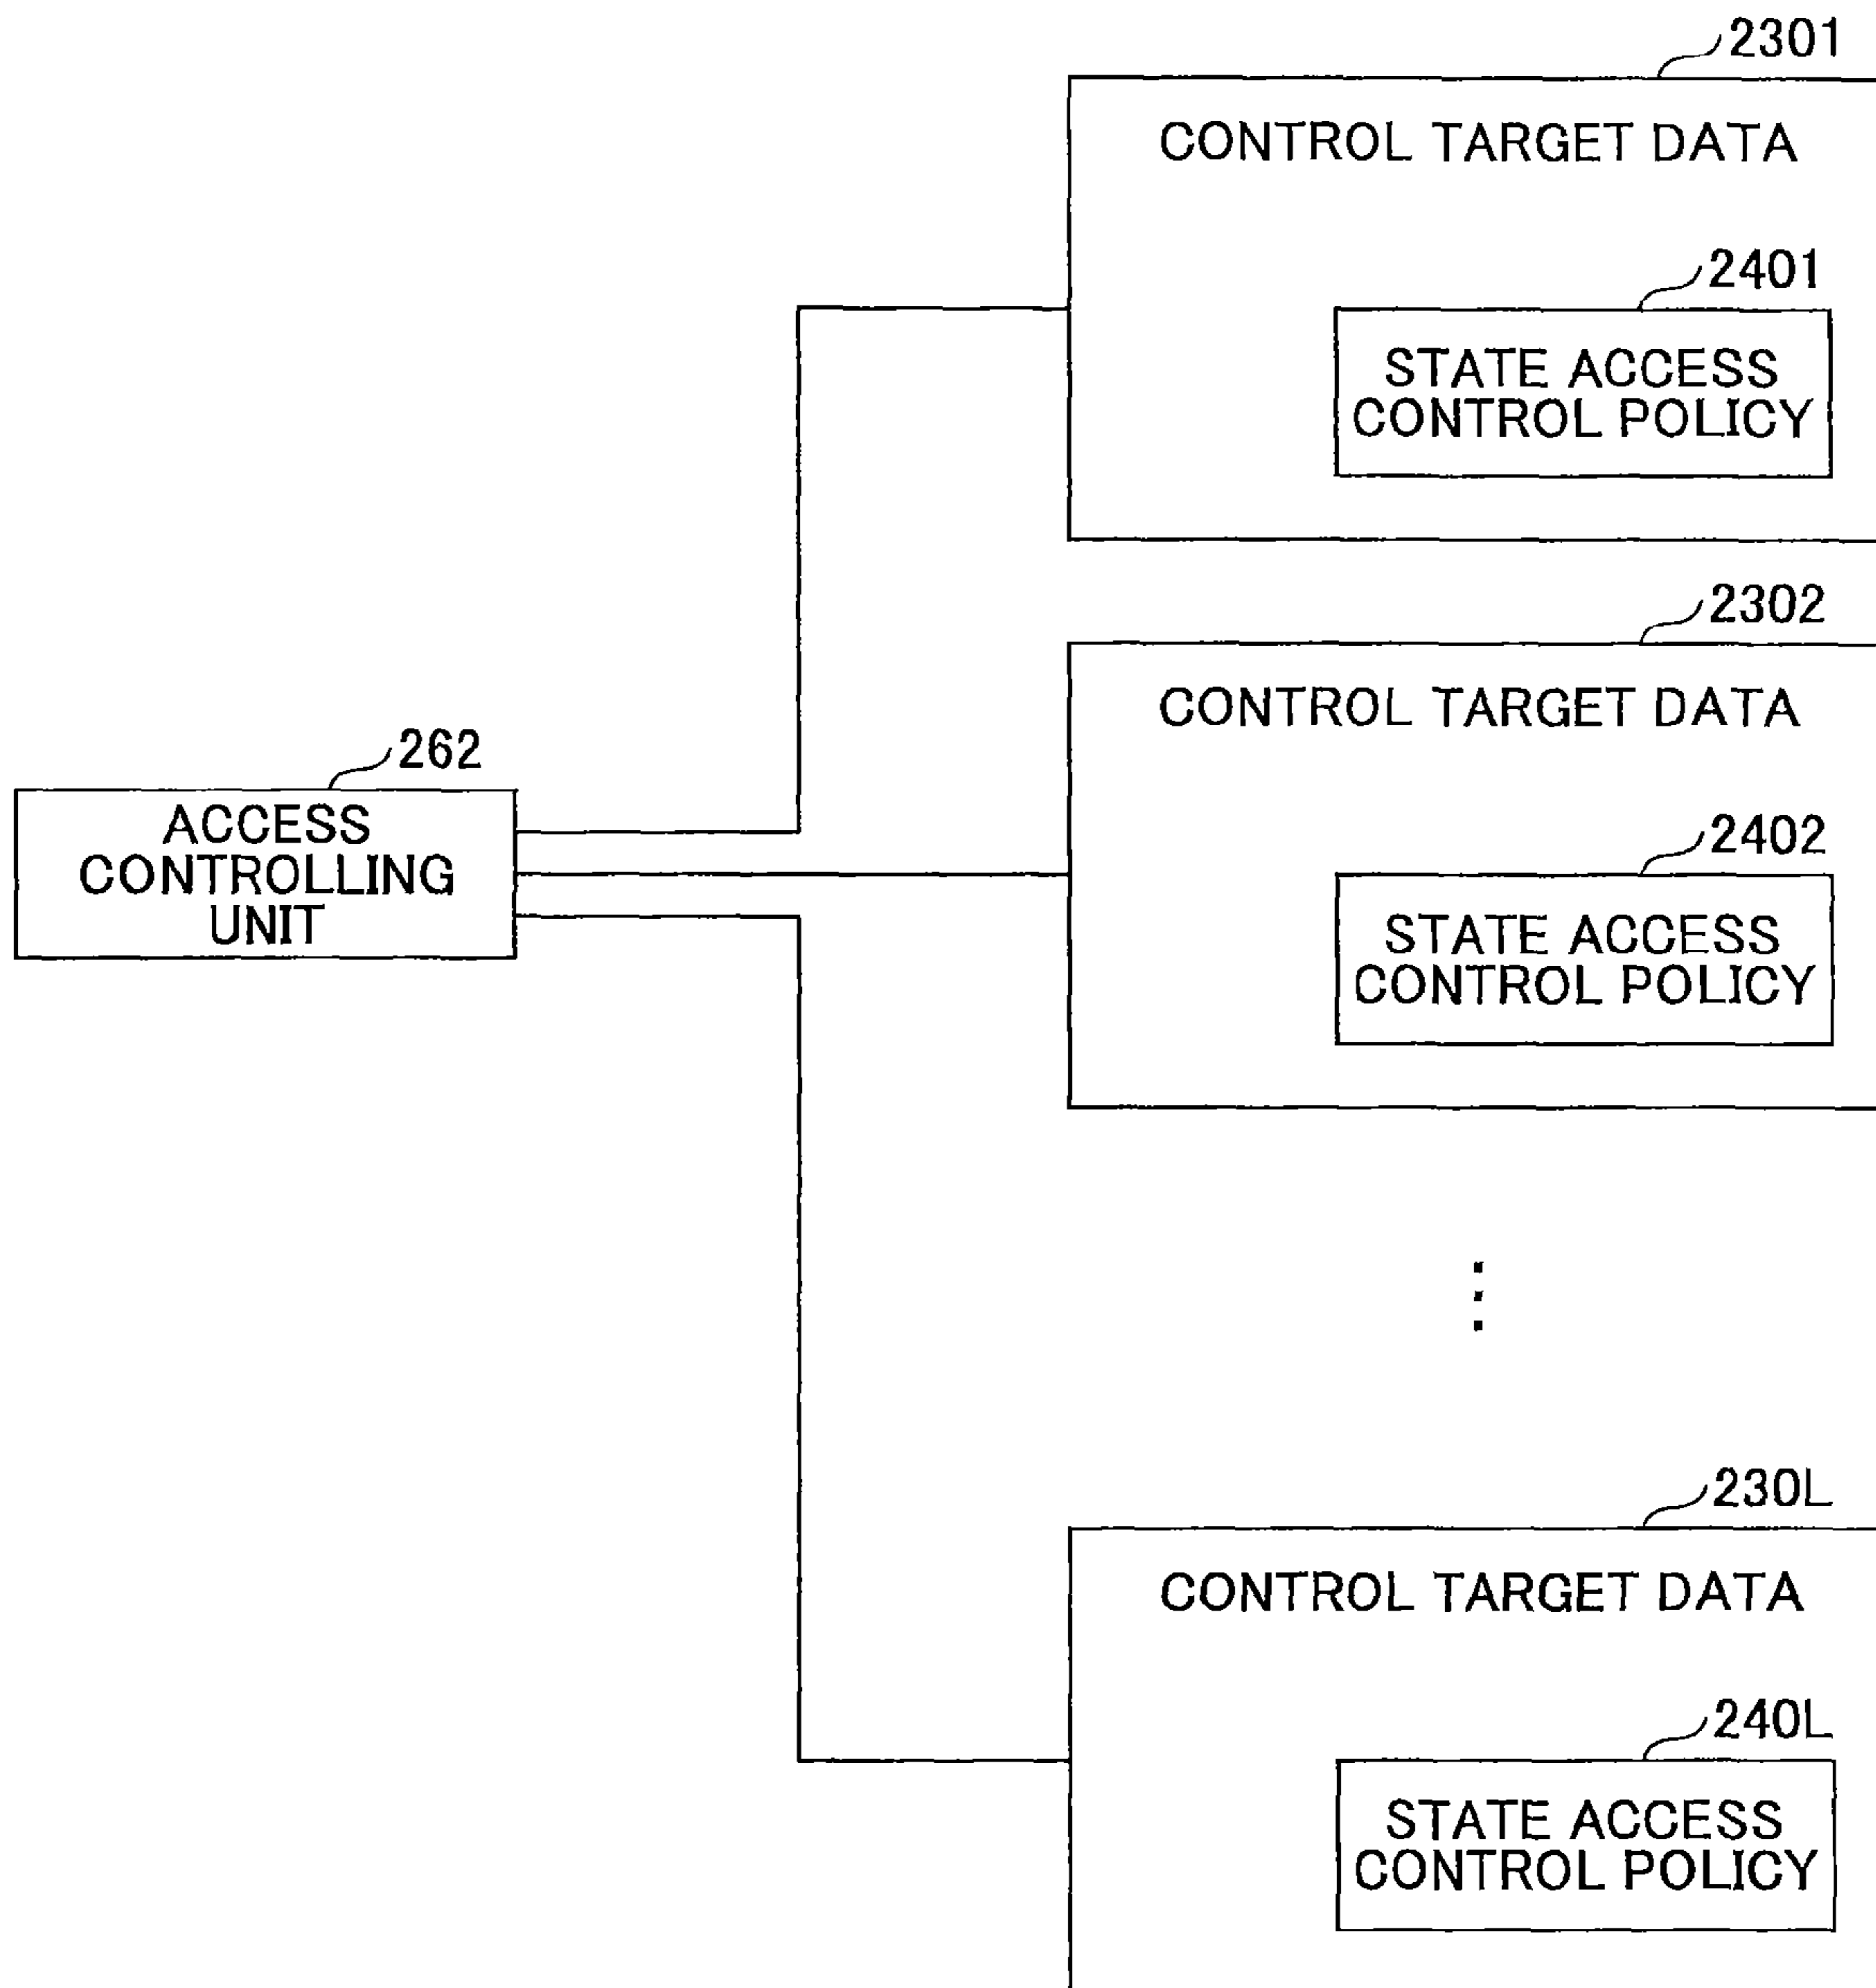 2301
CONTROL TARGET DATA
2401
STATE ACCESS
CONTROL POLICY
2302
CONTROL TARGET DATA
262
ACCESS
CONTROLLING
UNIT
2402
STATE ACCESS
CONTROL POLICY
230L
CONTROL TARGET DATA
240L
STATE ACCESS
CONTROL POLICY